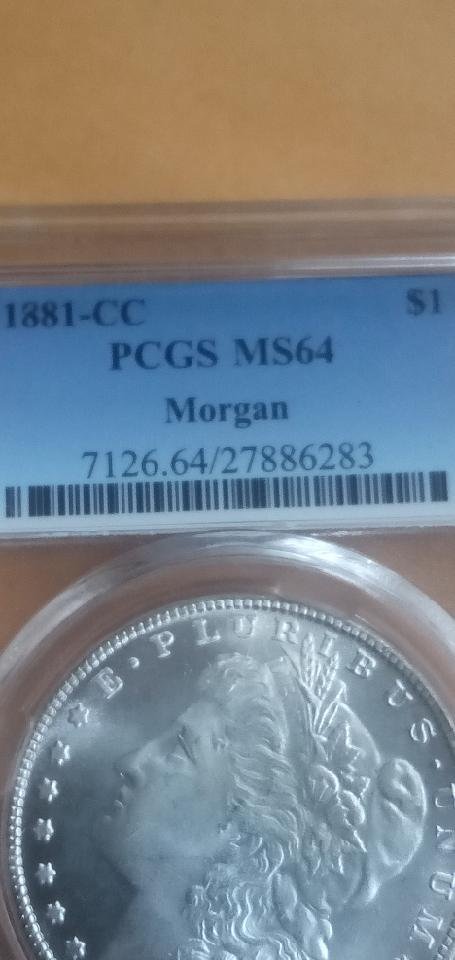 1881-CC $1
PCGS MS64
Morgan
7126.64/27886283
E·PLURIBUS·UNUM